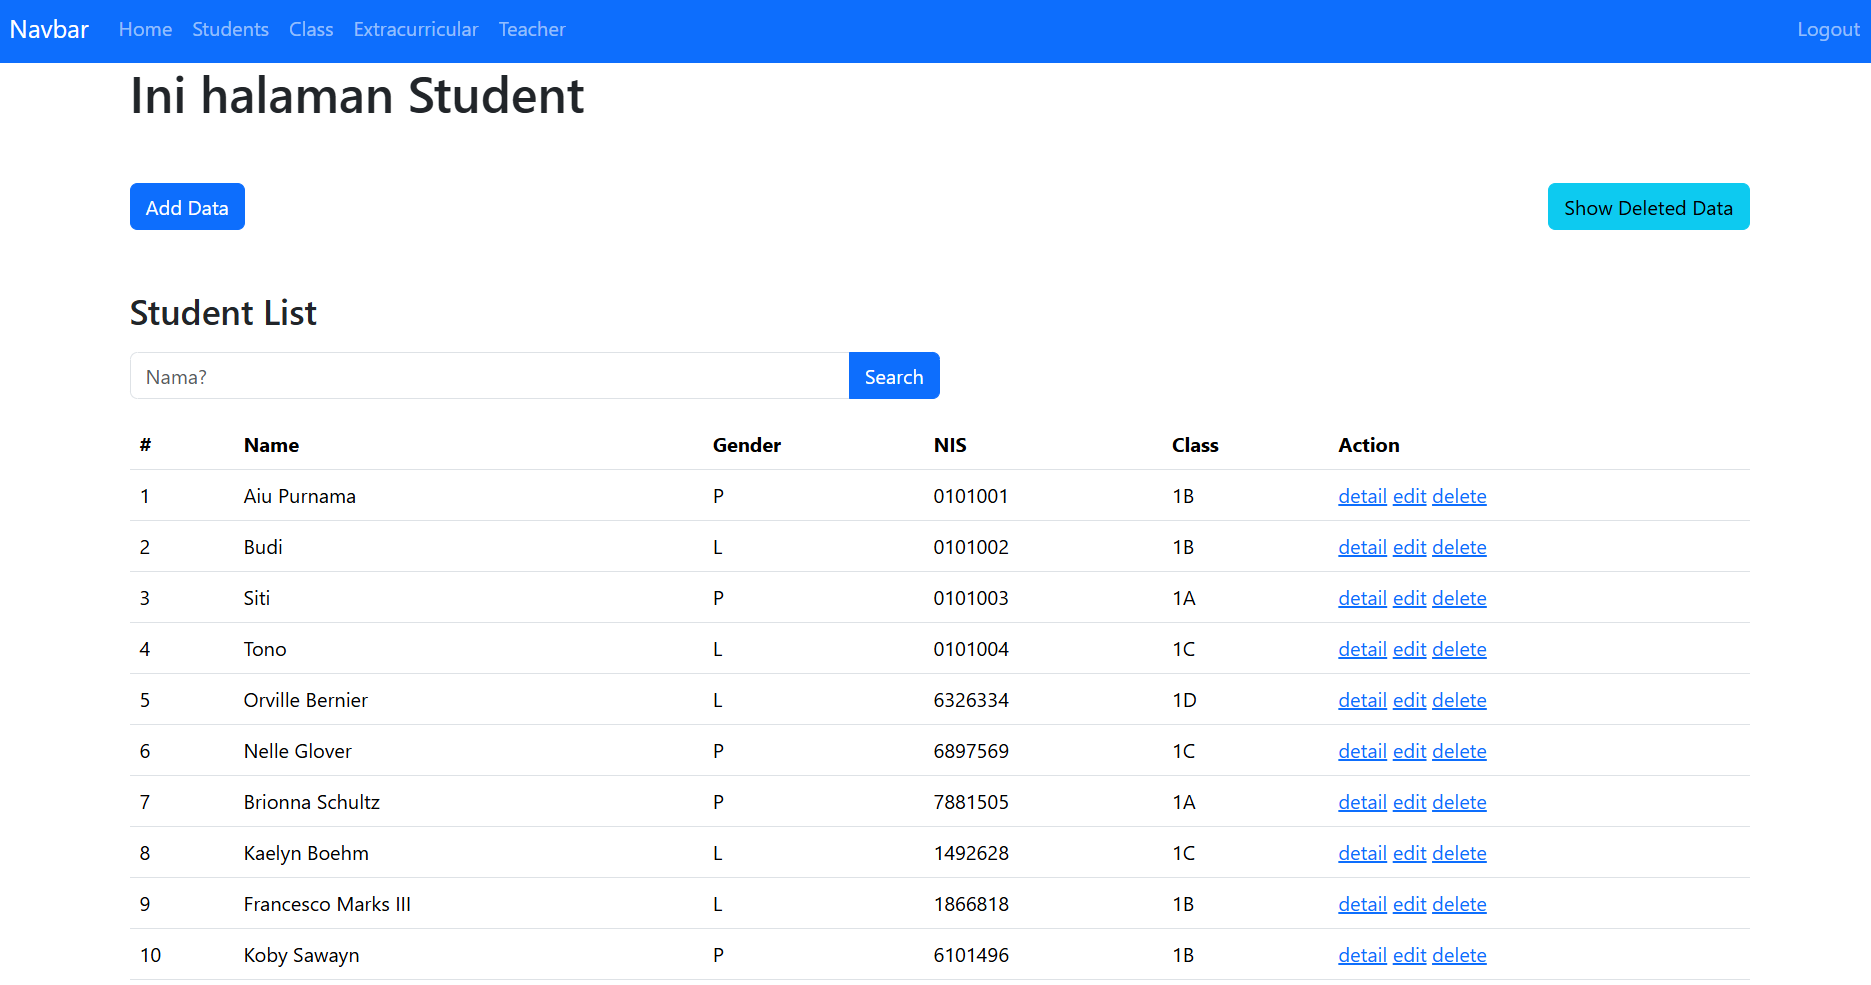 Navbar Home Students Class Extracurricular Teacher Logout
Ini halaman Student
Add Data Show Deleted Data
Student List
Nama? Search
# Name Gender NIS Class Action
1 Aiu Purnama P 0101001 1B detail edit delete
2 Budi L 0101002 1B detail edit delete
3 Siti P 0101003 1A detail edit delete
4 Tono L 0101004 1C detail edit delete
5 Orville Bernier L 6326334 1D detail edit delete
6 Nelle Glover P 6897569 1C detail edit delete
7 Brionna Schultz P 7881505 1A detail edit delete
8 Kaelyn Boehm L 1492628 1C detail edit delete
9 Francesco Marks III L 1866818 1B detail edit delete
10 Koby Sawayn P 6101496 1B detail edit delete